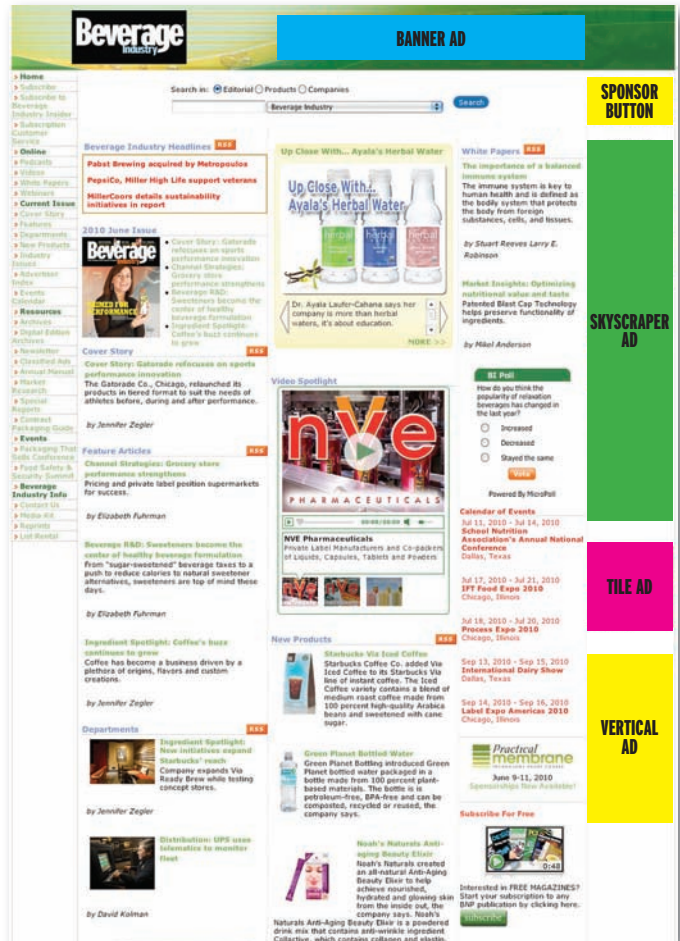 Beverage
Industry
BANNER AD
SPONSOR
BUTTON
SKYSCRAPER
AD
TILE AD
VERTICAL
AD
Home
Subscribe
Subscribe to
Beverage
Industry Insider
Subscription
Customer
Service
Online
Podcasts
Videos
White Papers
Webinars
Current Issue
Cover Story
Features
Departments
New Products
Industry
Issues
Advertiser
Index
Events
Calendar
Resources
Archives
Digital Edition
Archives
Newsletter
Classified Ads
Annual Manual
Market
Research
Special
Reports
Contract
Packaging Guide
Events
Packaging That
Sells Conference
Food Safety &
Security Summit
Beverage
Industry Info
Contact Us
Media Kit
Reprints
List Rental
Search in: Editorial Products Companies
Beverage Industry
Search
Beverage Industry Headlines RSS
Pabst Brewing acquired by Metropoulos
PepsiCo, Miller High Life support veterans
MillerCoors details sustainability
initiatives in report
2010 June Issue
Beverage
PRIMED FOR
PERFORMANCE
Cover Story: Gatorade
refocuses on sports
performance innovation
Channel Strategies:
Grocery store
performance strengthens
Beverage R&D:
Sweeteners become the
center of healthy
beverage formulation
Ingredient Spotlight:
Coffee's buzz continues
to grow
Cover Story RSS
Cover Story: Gatorade refocuses on sports
performance innovation
The Gatorade Co., Chicago, relaunched its
products in tiered format to suit the needs of
athletes before, during and after performance.
by Jennifer Zegler
Feature Articles RSS
Channel Strategies: Grocery store
performance strengthens
Pricing and private label position supermarkets
for success.
by Elizabeth Fuhrman
Beverage R&D: Sweeteners become the
center of healthy beverage formulation
From "sugar-sweetened" beverage taxes to a
push to reduce calories to natural sweetener
alternatives, sweeteners are top of mind these
days.
by Elizabeth Fuhrman
Ingredient Spotlight: Coffee's buzz
continues to grow
Coffee has become a business driven by a
plethora of origins, flavors and custom
creations.
by Jennifer Zegler
Departments RSS
Ingredient Spotlight:
New initiatives expand
Starbucks' reach
Company expands Via
Ready Brew while testing
concept stores.
by Jennifer Zegler
Distribution: UPS uses
telematics to monitor
fleet
by David Kolman
Up Close With... Ayala's Herbal Water
Up Close With...
Ayala's Herbal Water
herbal
herbal
herbal
Dr. Ayala Laufer-Cahana says her
company is more than herbal
waters, it's about education.
MORE >>
Video Spotlight
nve
PHARMACEUTICALS
00:00/00:00
NVE Pharmaceuticals
Private Label Manufacturers and Co-packers
of Liquids, Capsules, Tablets and Powders
New Products RSS
Starbucks Via Iced Coffee
Starbucks Coffee Co. added Via
Iced Coffee to its Starbucks Via
line of instant coffee. The Iced
Coffee variety contains a blend of
medium roast coffee made from
100 percent high-quality Arabica
beans and sweetened with cane
sugar.
Green Planet Bottled Water
Green Planet Bottling introduced Green
Planet bottled water packaged in a
bottle made from 100 percent plant-
based materials. The bottle is is
petroleum-free, BPA-free and can be
composted, recycled or reused, the
company says.
Noah's Naturals Anti-
aging Beauty Elixir
Noah's Naturals created
an all-natural Anti-Aging
Beauty Elixir to help
achieve nourished,
hydrated and glowing skin
from the inside out, the
company says. Noah's
Naturals Anti-Aging Beauty Elixir is a powdered
drink mix that contains anti-wrinkle ingredient
Collective, which contains collagen and elastin.
White Papers RSS
The importance of a balanced
immune system
The immune system is key to
human health and is defined as
the bodily system that protects
the body from foreign
substances, cells, and tissues.
by Stuart Reeves Larry E.
Robinson
Market Insights: Optimizing
nutritional value and taste
Patented Blast Cap Technology
helps preserve functionality of
ingredients.
by Mikel Anderson
BI Poll
How do you think the
popularity of relaxation
beverages has changed in
the last year?
Increased
Decreased
Stayed the same
Vote
Powered By MicroPoll
Calendar of Events
Jul 11, 2010 - Jul 14, 2010
School Nutrition
Association's Annual National
Conference
Dallas, Texas
Jul 17, 2010 - Jul 21, 2010
IFT Food Expo 2010
Chicago, Illinois
Jul 18, 2010 - Jul 20, 2010
Process Expo 2010
Chicago, Illinois
Sep 13, 2010 - Sep 15, 2010
International Dairy Show
Dallas, Texas
Sep 14, 2010 - Sep 16, 2010
Label Expo Americas 2010
Chicago, Illinois
Practical
membrane
June 9-11, 2010
Sponsorships Now Available!
Subscribe For Free
0:48
Interested in FREE MAGAZINES?
Start your subscription to any
BNP publication by clicking here.
subscribe